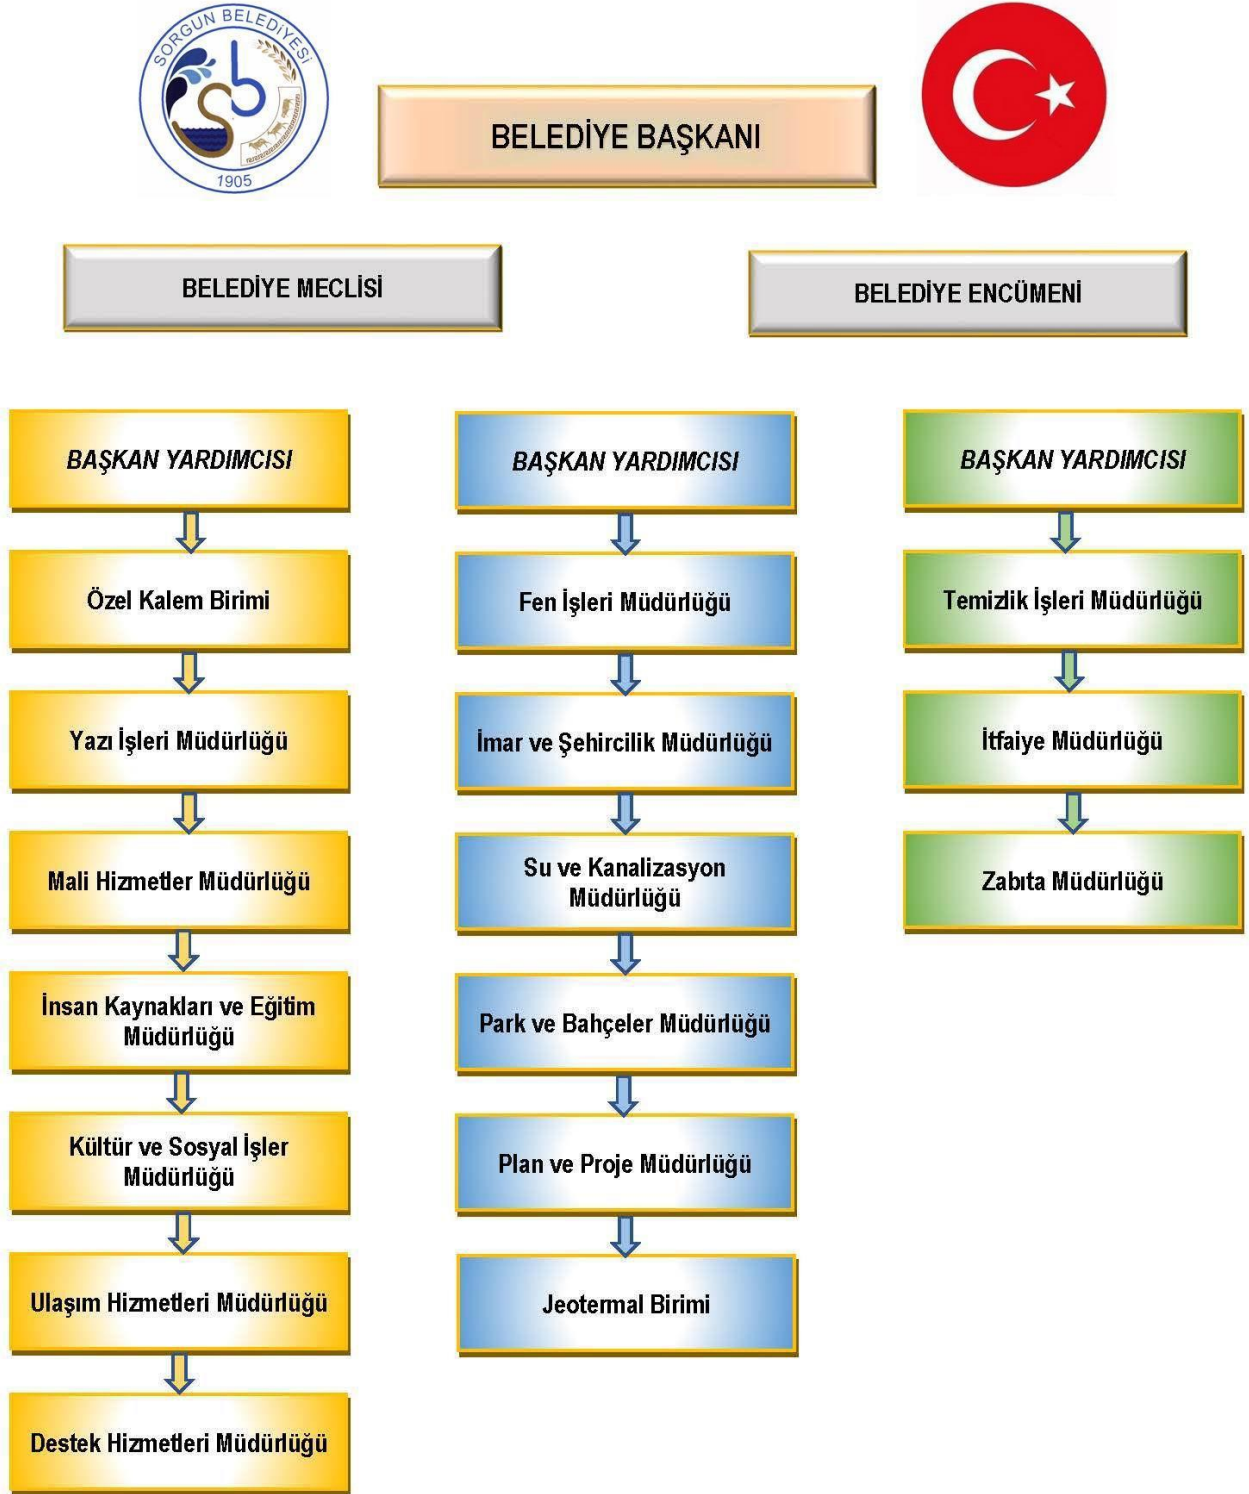 SORGUN BELEDİYESİ
1905
BELEDİYE BAŞKANI
BELEDİYE MECLİSİ
BELEDİYE ENCÜMENİ
BAŞKAN YARDIMCISI
Özel Kalem Birimi
Yazı İşleri Müdürlüğü
Mali Hizmetler Müdürlüğü
İnsan Kaynakları ve Eğitim
Müdürlüğü
Kültür ve Sosyal İşler
Müdürlüğü
Ulaşım Hizmetleri Müdürlüğü
Destek Hizmetleri Müdürlüğü
BAŞKAN YARDIMCISI
Fen İşleri Müdürlüğü
İmar ve Şehircilik Müdürlüğü
Su ve Kanalizasyon
Müdürlüğü
Park ve Bahçeler Müdürlüğü
Plan ve Proje Müdürlüğü
Jeotermal Birimi
BAŞKAN YARDIMCISI
Temizlik İşleri Müdürlüğü
İtfaiye Müdürlüğü
Zabıta Müdürlüğü